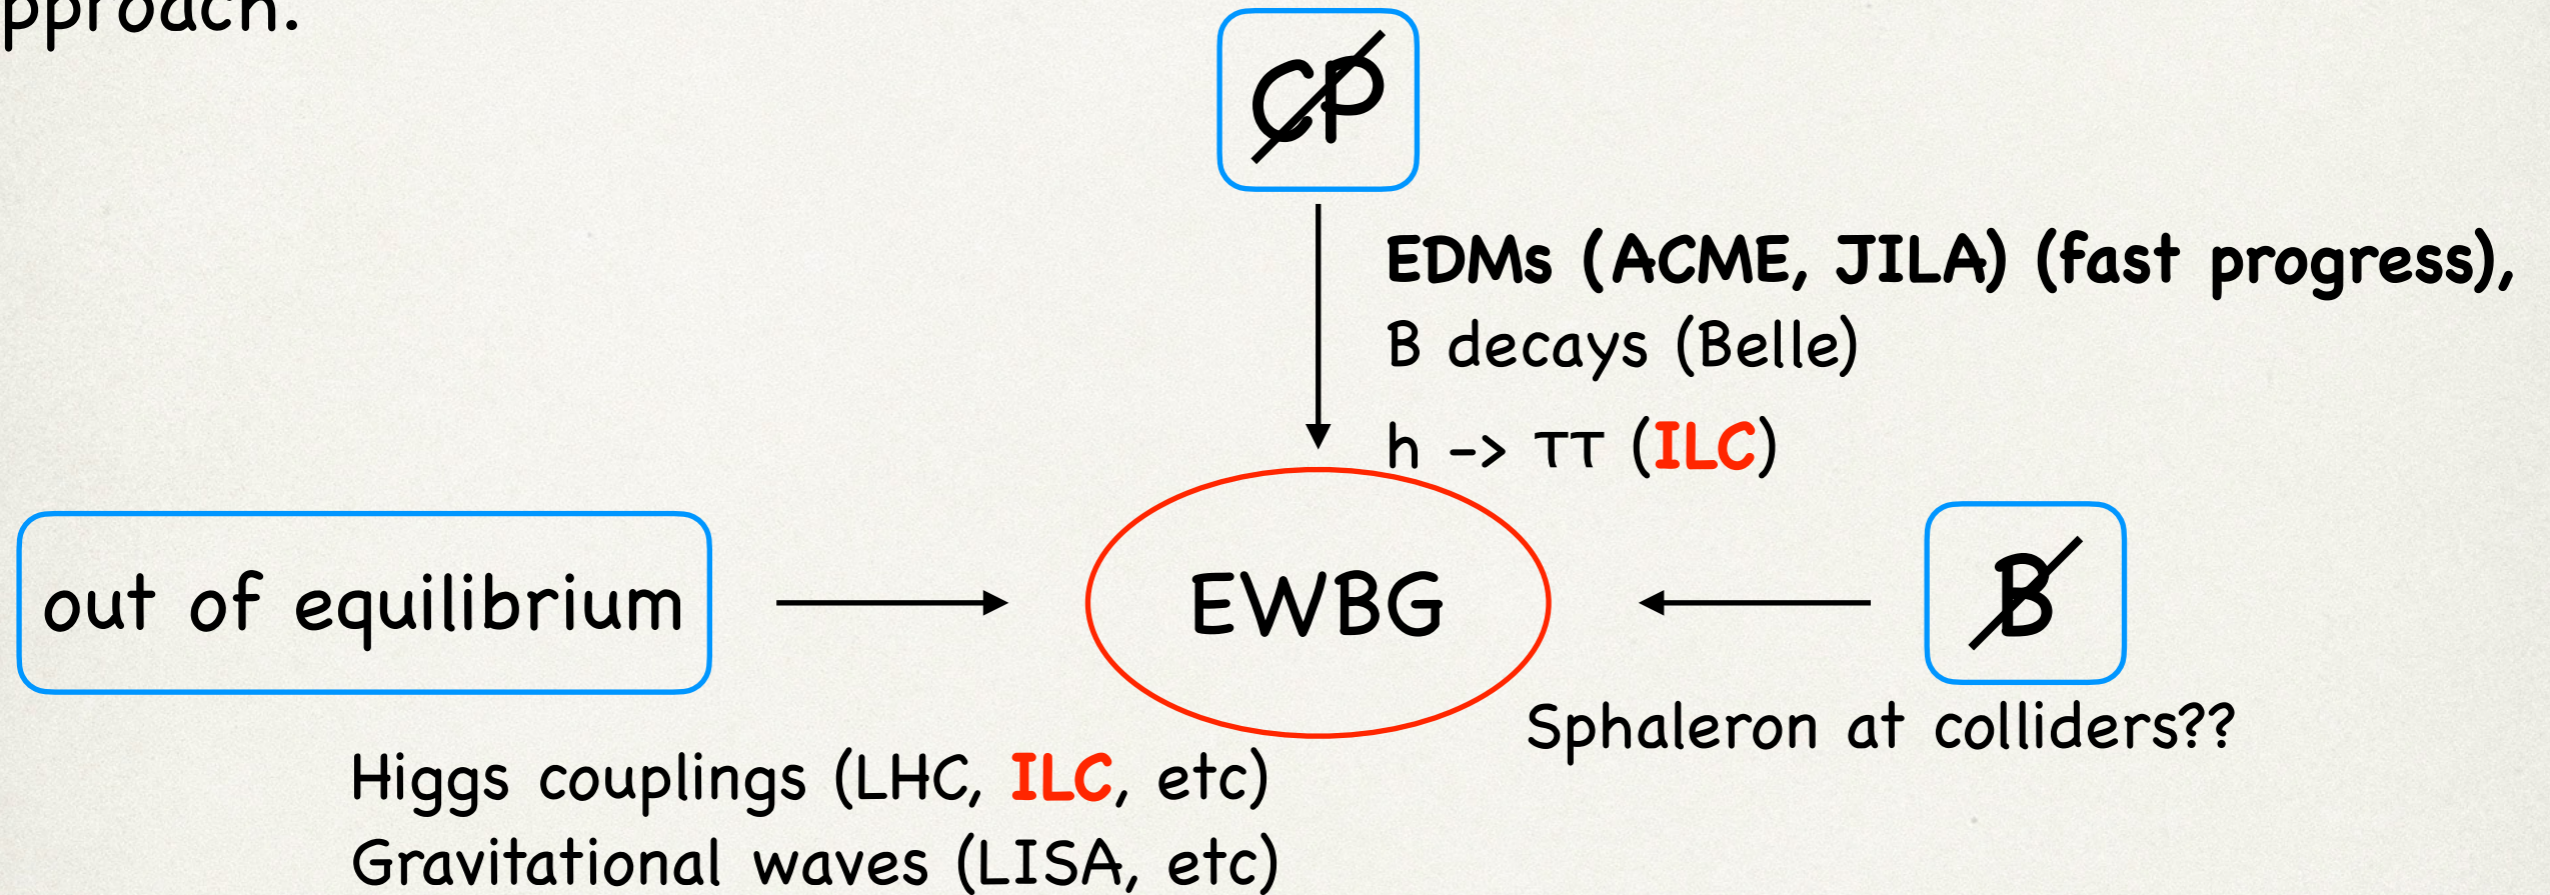 pproach.
CP
EDMs (ACME, JILA) (fast progress),
B decays (Belle)
h -> ττ (ILC)
out of equilibrium
EWBG
B
Sphaleron at colliders??
Higgs couplings (LHC, ILC, etc)
Gravitational waves (LISA, etc)